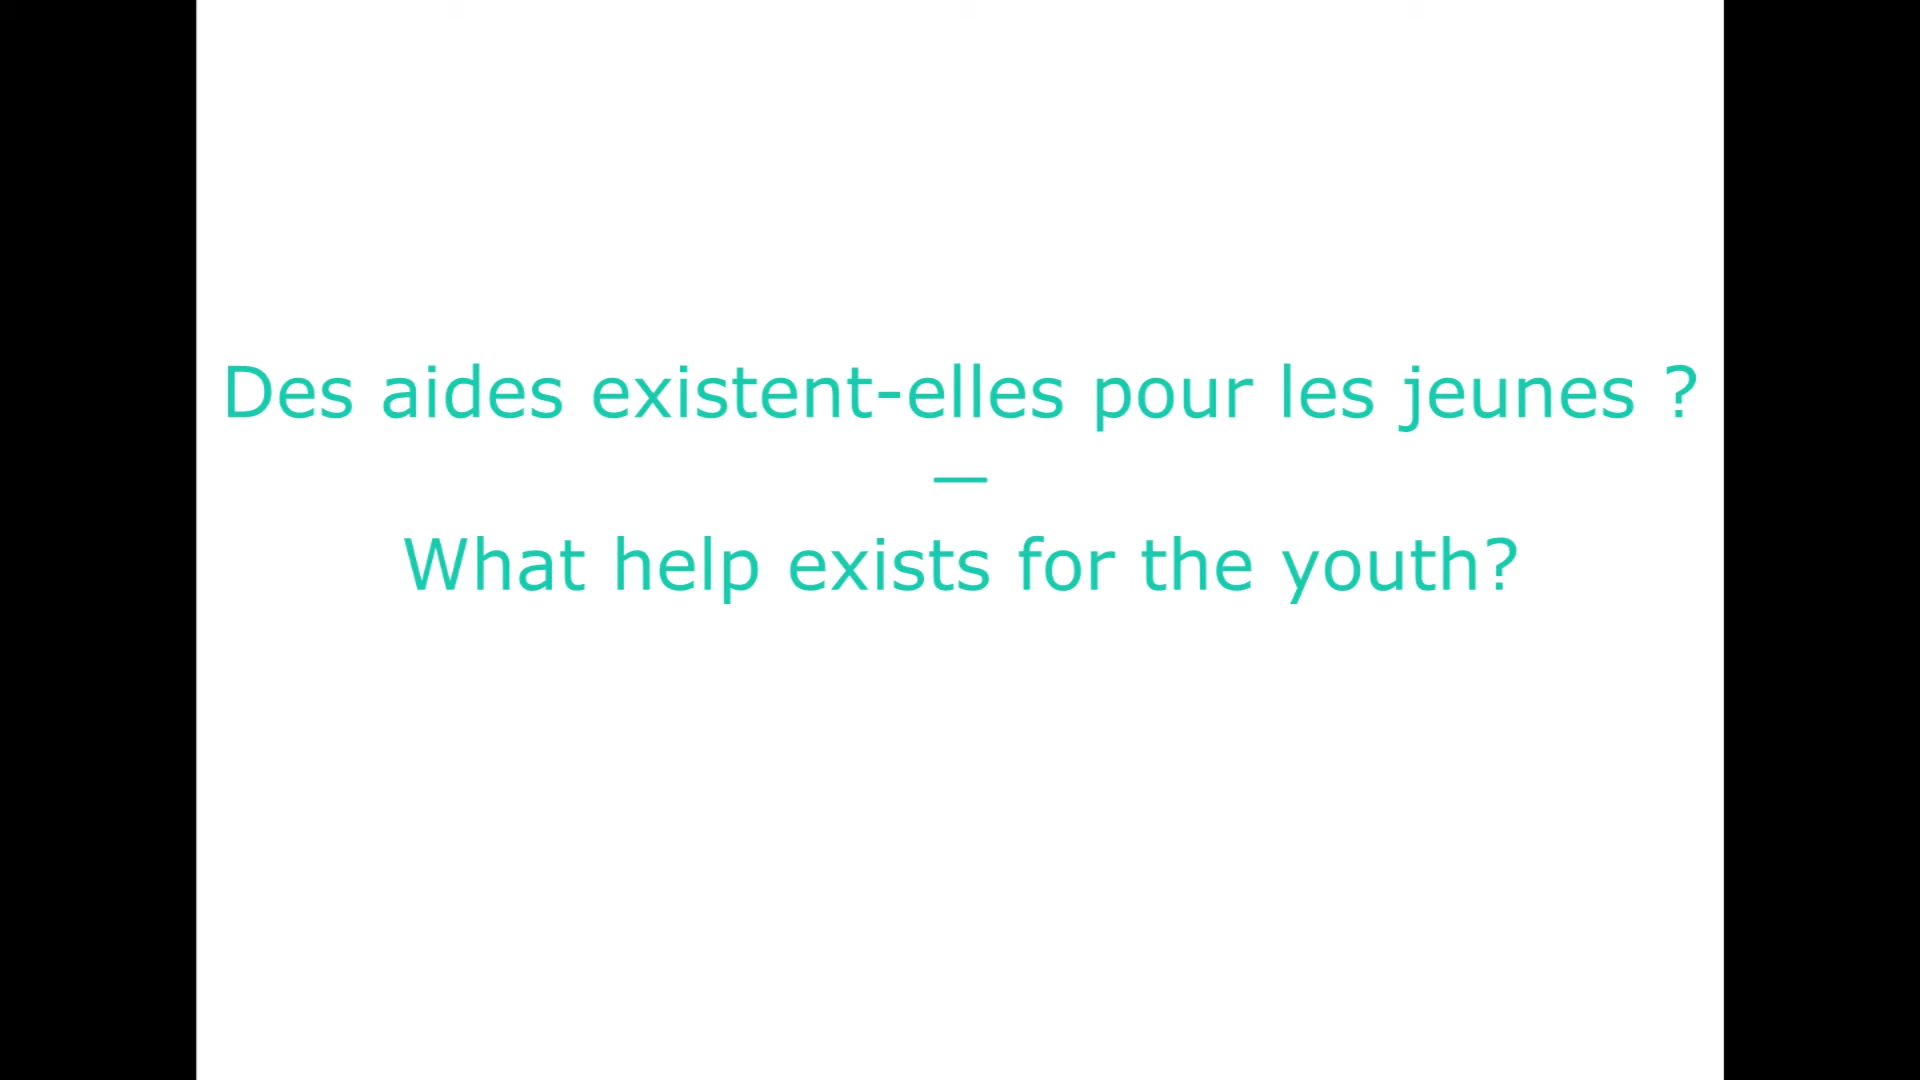 Des aides existent-elles pour les jeunes ?
—
What help exists for the youth?